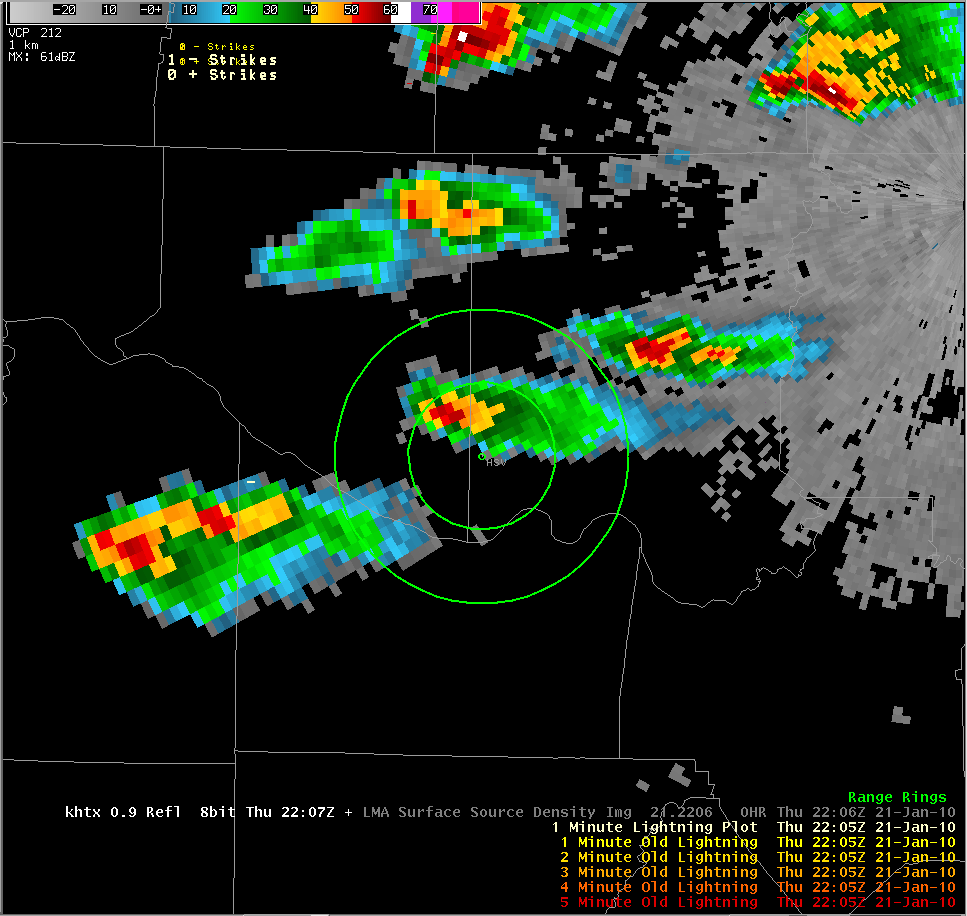 -20 10 -0+ 10 20 30 40 50 60 70
VCP 212
1 km
MX: 61dBZ
0 - Strikes
1 - Strikes
0 + Strikes
HSV
Range Rings
khtx 0.9 Refl 8bit Thu 22:07Z + LMA Surface Source Density Img 21.2206 0HR Thu 22:06Z 21-Jan-10
1 Minute Lightning Plot Thu 22:05Z 21-Jan-10
1 Minute Old Lightning Thu 22:05Z 21-Jan-10
2 Minute Old Lightning Thu 22:05Z 21-Jan-10
3 Minute Old Lightning Thu 22:05Z 21-Jan-10
4 Minute Old Lightning Thu 22:05Z 21-Jan-10
5 Minute Old Lightning Thu 22:05Z 21-Jan-10